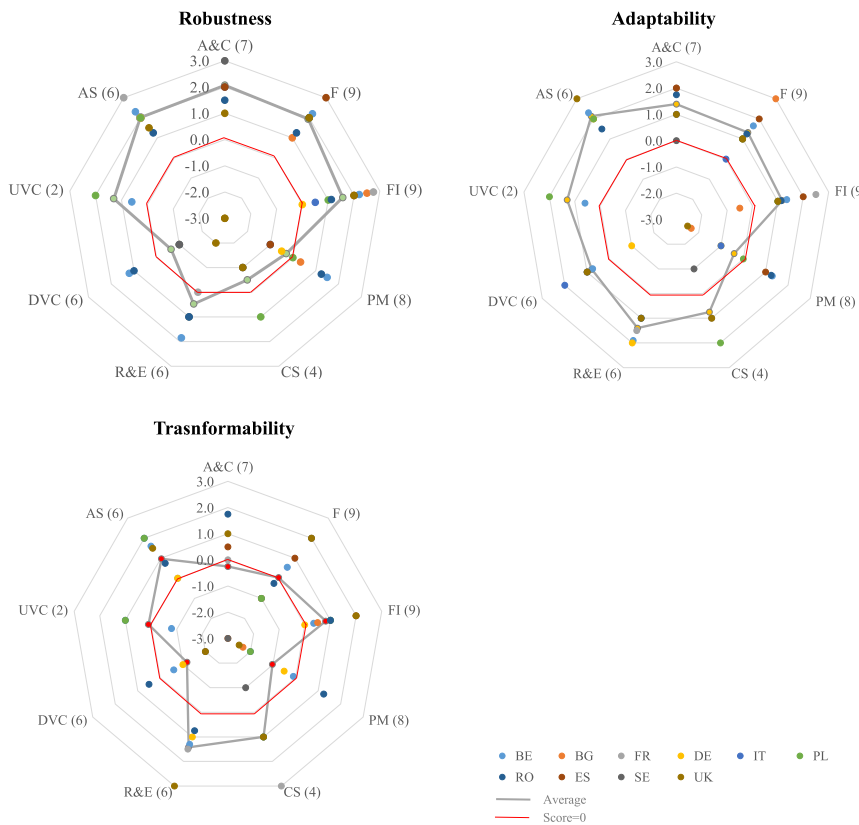 Robustness
A&C (7)
3.0
2.0
1.0
0.0
-1.0
-2.0
-3.0
F (9)
FI (9)
PM (8)
CS (4)
R&E (6)
DVC (6)
UVC (2)
AS (6)
Adaptability
A&C (7)
3.0
2.0
1.0
0.0
-1.0
-2.0
-3.0
F (9)
FI (9
PM (8)
CS (4)
R&E (6)
DVC (6)
UVC (2)
AS (6)
Trasnformability
A&C (7)
3.0
2.0
1.0
0.0
-1.0
-2.0
-3.0
F (9)
FI (9)
PM (8)
CS (4)
R&E (6)
DVC (6)
UVC (2)
AS (6)
BE BG FR DE IT PL
RO ES SE UK
Average
Score=0